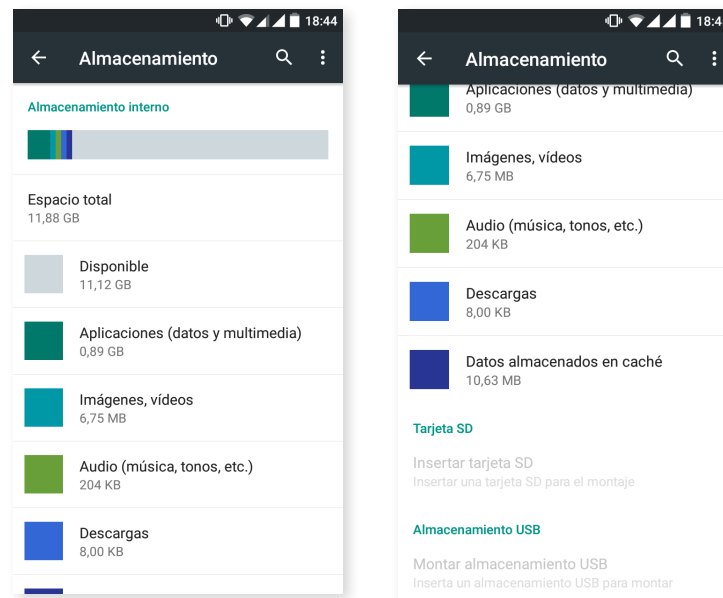 18:44
Almacenamiento
Almacenamiento interno
Espacio total
11,88 GB
Disponible
11,12 GB
Aplicaciones (datos y multimedia)
0,89 GB
Imágenes, vídeos
6,75 MB
Audio (música, tonos, etc.)
204 KB
Descargas
8,00 KB
18:4
Almacenamiento
Aplicaciones (datos y multimedia)
0,89 GB
Imágenes, vídeos
6,75 MB
Audio (música, tonos, etc.)
204 KB
Descargas
8,00 KB
Datos almacenados en caché
10,63 MB
Tarjeta SD
Insertar tarjeta SD
Insertar una tarjeta SD para el montaje
Almacenamiento USB
Montar almacenamiento USB
Inserta un almacenamiento USB para montar